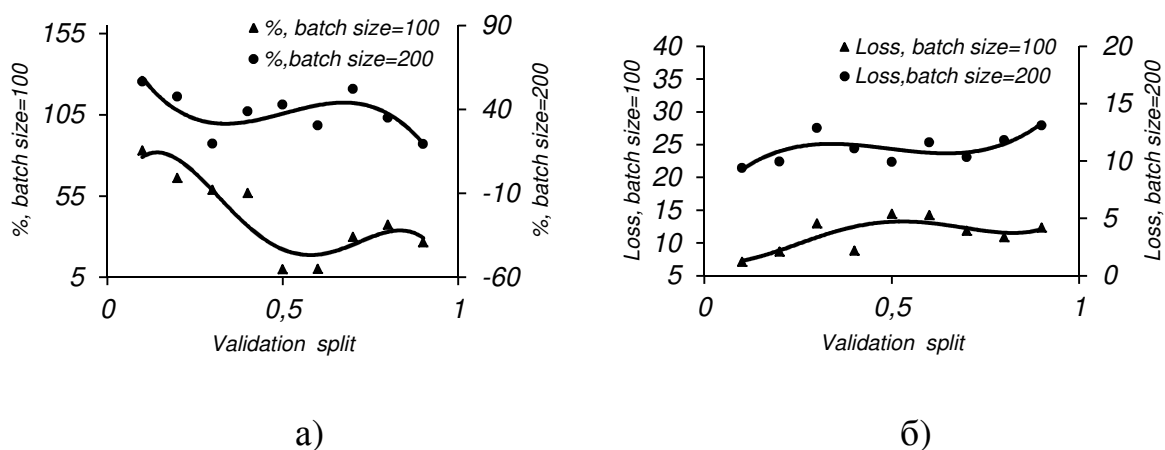 %, batch size=100
155
105
55
5
▲ %, batch size=100
● %,batch size=200
90
40
-10
-60
%, batch size=200
0
0,5
1
Validation split
а)
Loss, batch size=100
40
35
30
25
20
15
10
5
▲ Loss, batch size=100
● Loss,batch size=200
20
15
10
5
0
Loss, batch size=200
0
0,5
1
Validation split
б)